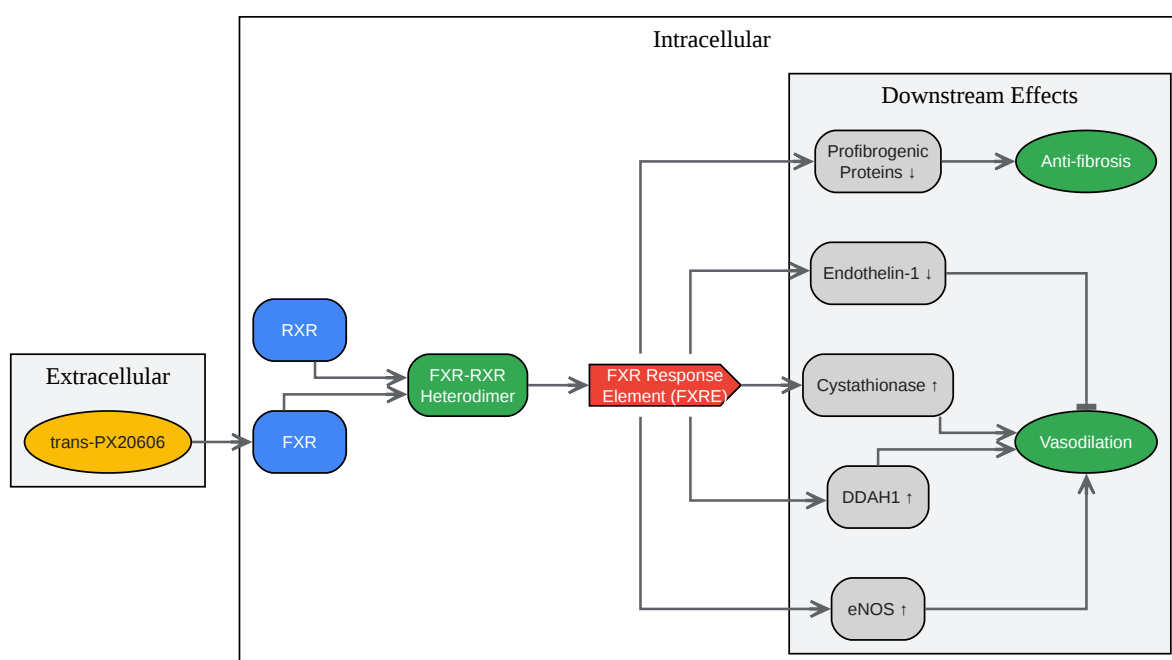 Intracellular
Downstream Effects
Profibrogenic
Proteins ↓
Anti-fibrosis
Endothelin-1 ↓
RXR
Extracellular
FXR-RXR
Heterodimer
FXR Response
Element (FXRE)
Cystathionase ↑
trans-PX20606
FXR
Vasodilation
DDAH1 ↑
eNOS ↑